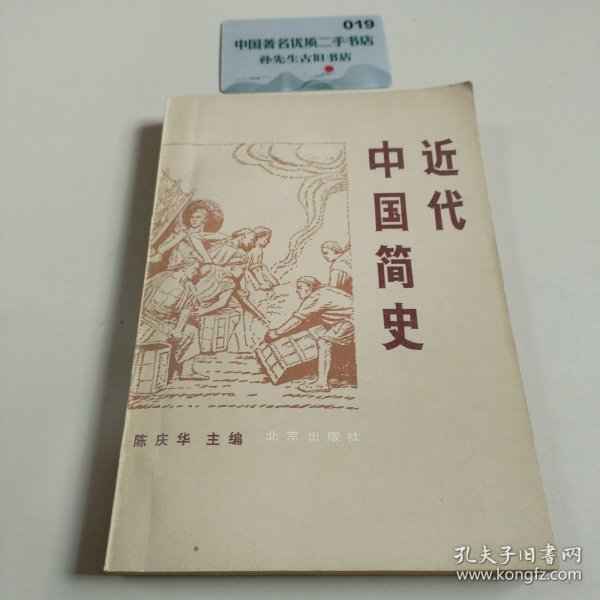 019
中国著名优质二手书店
孙先生古旧书店
近代
中国简史
陈庆华 主编 北京出版社
孔夫子旧书网
www.kongfz.com